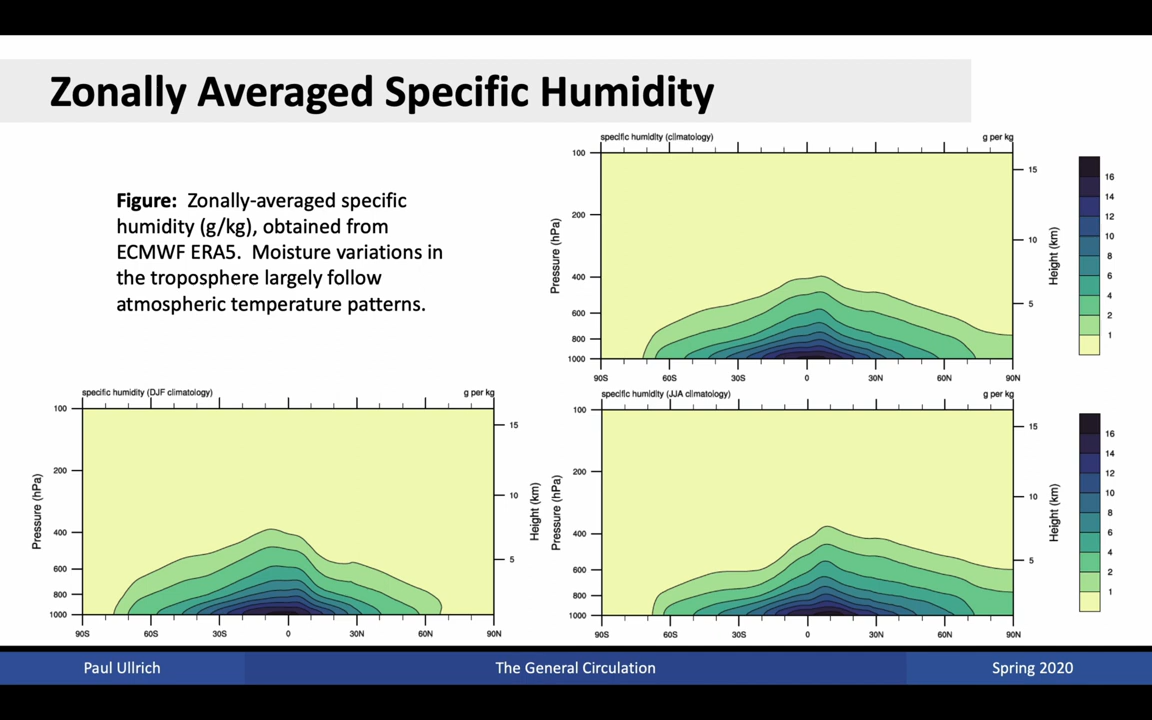 Zonally Averaged Specific Humidity
Figure: Zonally-averaged specific
humidity (g/kg), obtained from
ECMWF ERA5. Moisture variations in
the troposphere largely follow
atmospheric temperature patterns.
specific humidity (climatology)
g per kg
100
200
400
600
800
1000
Pressure (hPa)
15
10
5
Height (km)
90S
60S
30S
0
30N
60N
90N
16
14
12
10
8
6
4
2
1
specific humidity (DJF climatology)
g per kg
100
200
400
600
800
1000
Pressure (hPa)
15
10
5
Height (km)
90S
60S
30S
0
30N
60N
90N
specific humidity (JJA climatology)
g per kg
100
200
400
600
800
1000
Pressure (hPa)
15
10
5
Height (km)
90S
60S
30S
0
30N
60N
90N
16
14
12
10
8
6
4
2
1
Paul Ullrich
The General Circulation
Spring 2020